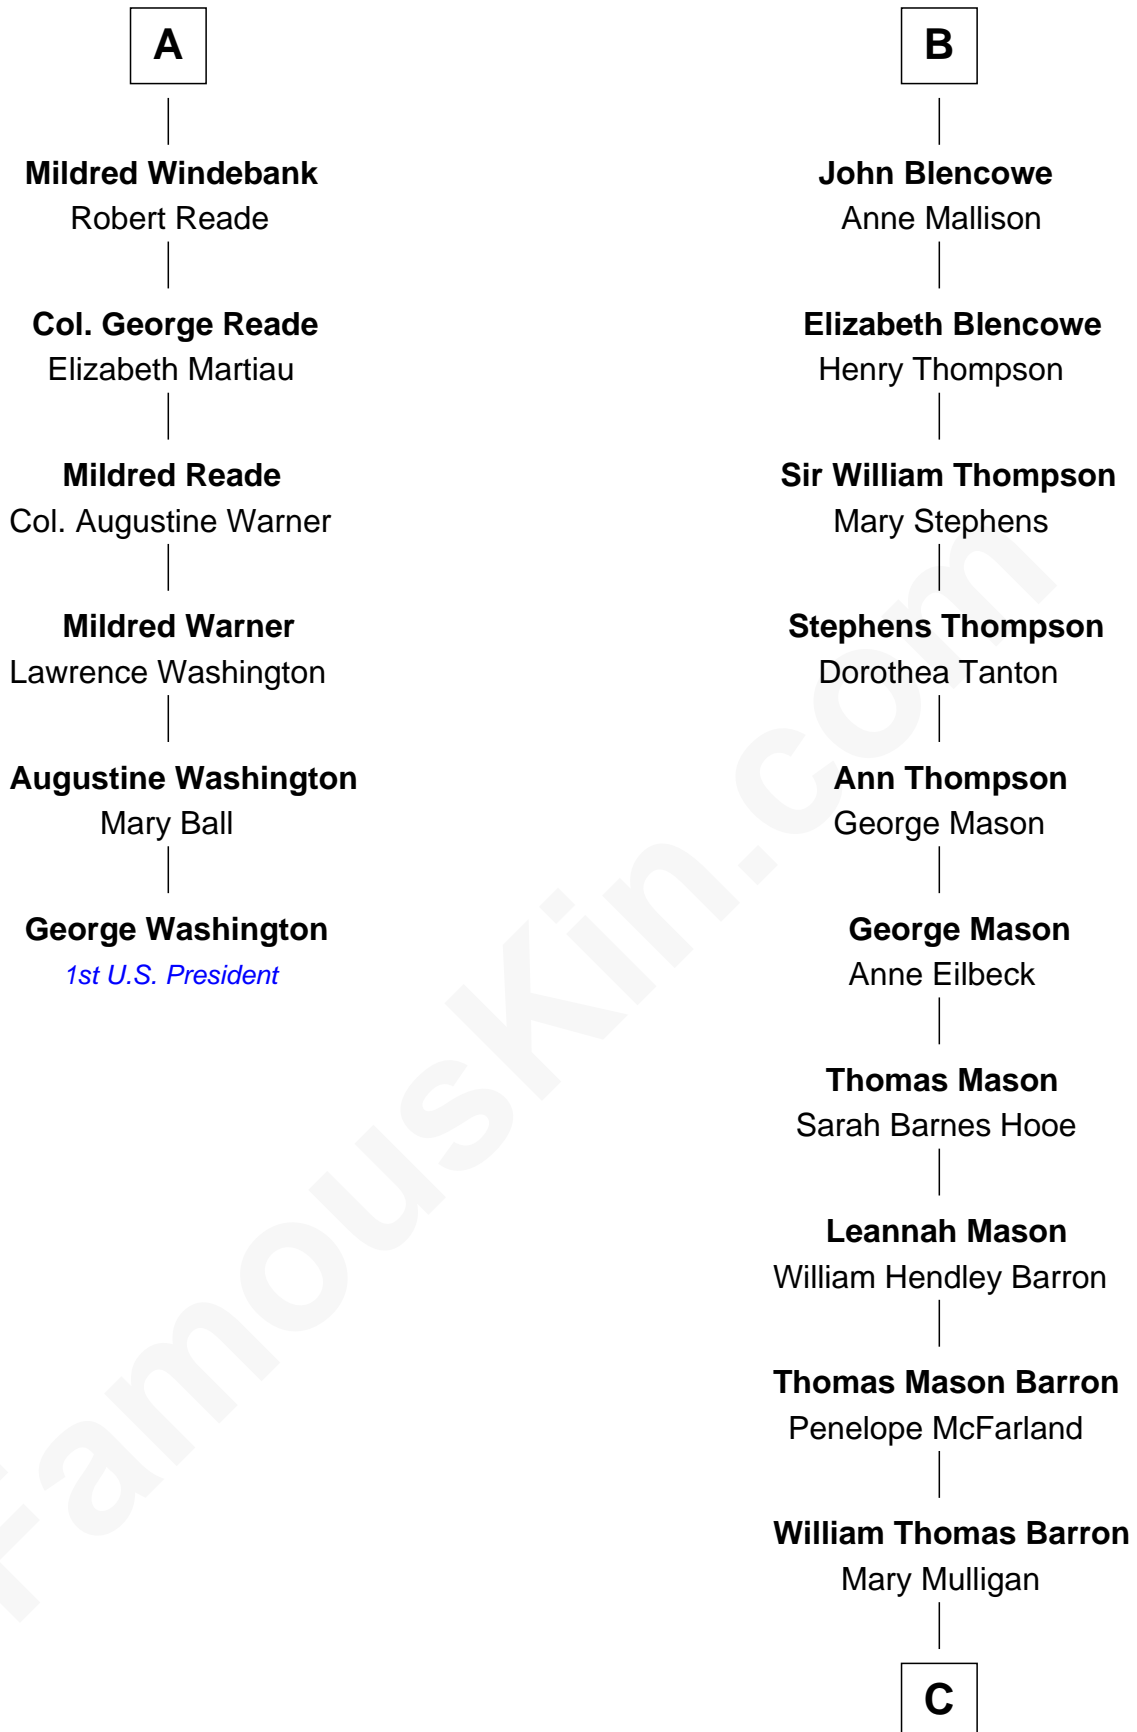 A
Mildred Windebank
Robert Reade
Col. George Reade
Elizabeth Martiau
Mildred Reade
Col. Augustine Warner
Mildred Warner
Lawrence Washington
Augustine Washington
Mary Ball
George Washington
1st U.S. President
B
John Blencowe
Anne Mallison
Elizabeth Blencowe
Henry Thompson
Sir William Thompson
Mary Stephens
Stephens Thompson
Dorothea Tanton
Ann Thompson
George Mason
George Mason
Anne Eilbeck
Thomas Mason
Sarah Barnes Hooe
Leannah Mason
William Hendley Barron
Thomas Mason Barron
Penelope McFarland
William Thomas Barron
Mary Mulligan
C
FamousKin.com